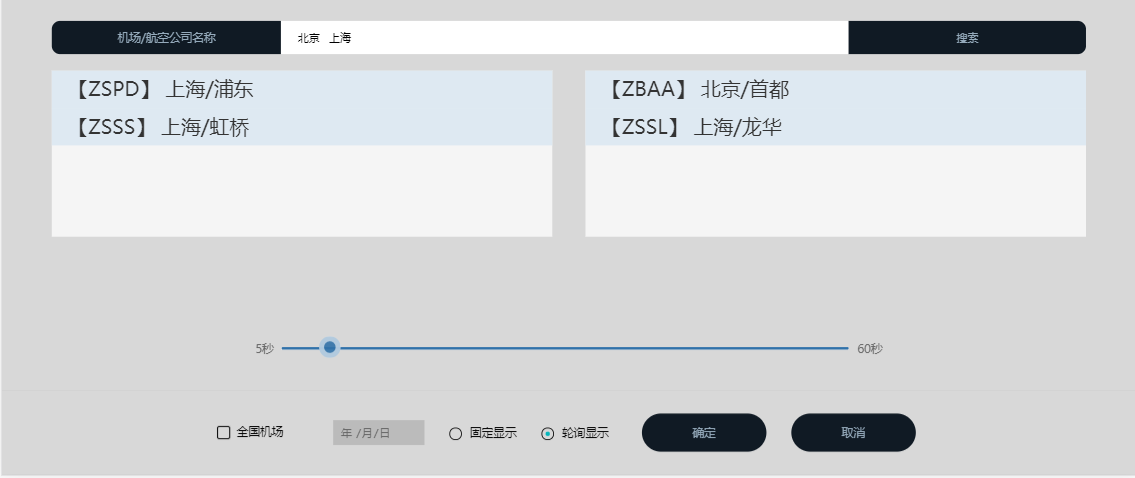 机场/航空公司名称 北京 上海 搜索
【ZSPD】 上海/浦东
【ZSSS】 上海/虹桥
【ZBAA】 北京/首都
【ZSSL】 上海/龙华
5秒 60秒
全国机场 年 /月/日 固定显示 轮询显示 确定 取消